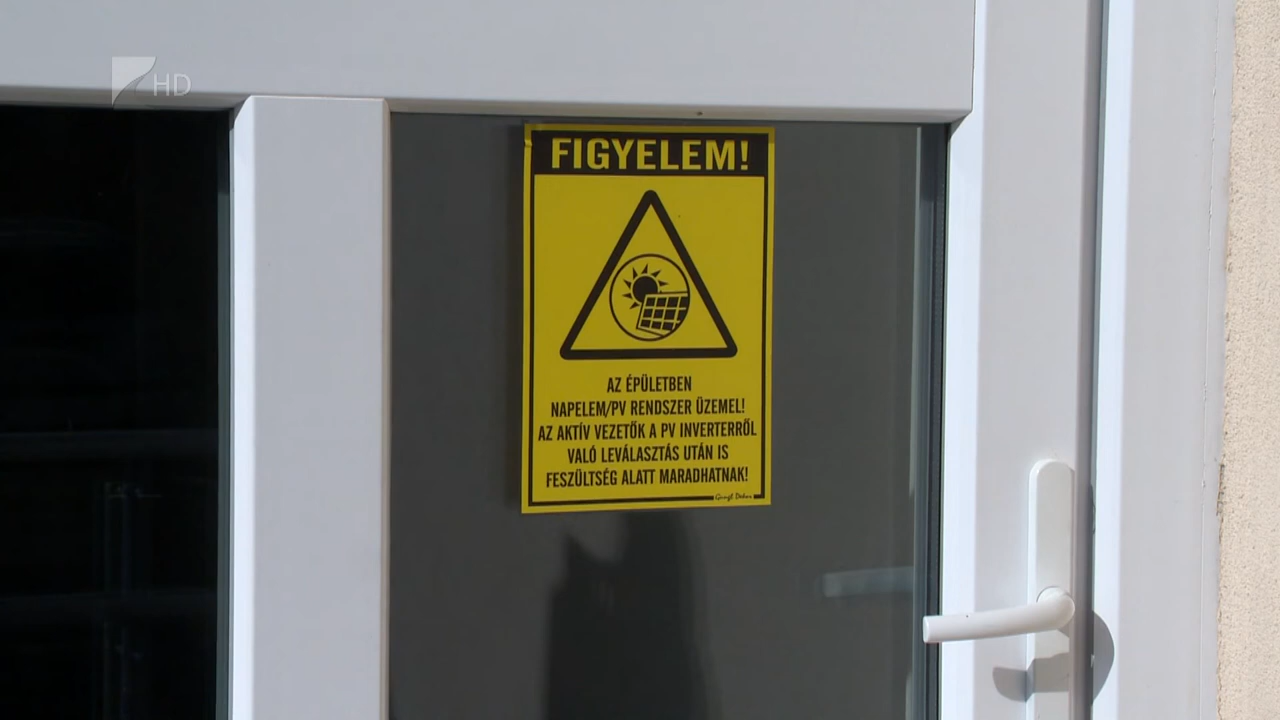 HD
FIGYELEM!
AZ ÉPÜLETBEN
NAPELEM/PV RENDSZER ÜZEMEL!
AZ AKTÍV VEZETŐK A PV INVERTERRŐL
VALÓ LEVÁLASZTÁS UTÁN IS
FESZÜLTSÉG ALATT MARADHATNAK!